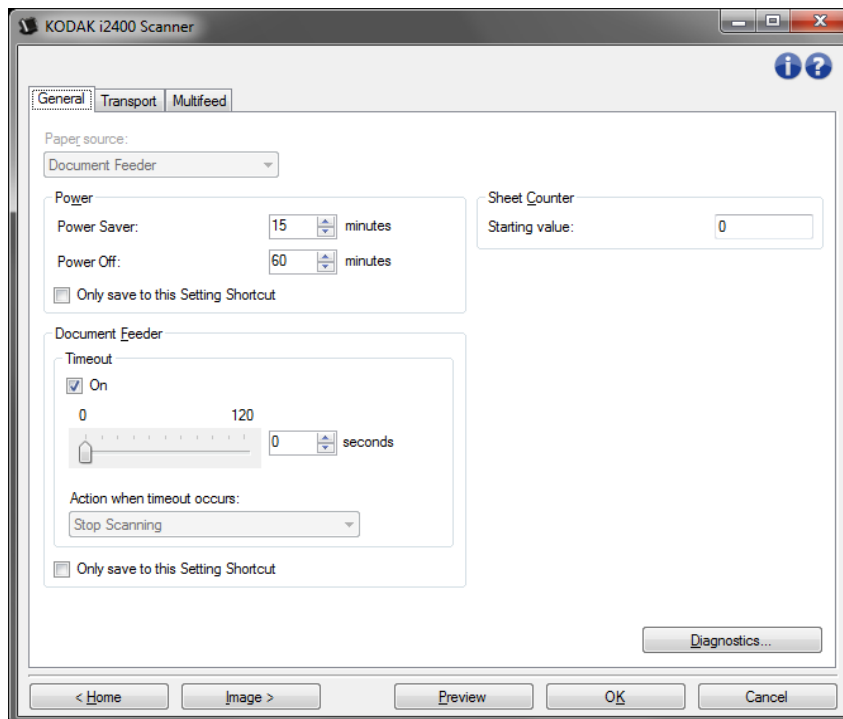 KODAK i2400 Scanner
General Transport Multifeed
Paper source:
Document Feeder
Power
Power Saver: 15 minutes
Power Off: 60 minutes
Only save to this Setting Shortcut
Sheet Counter
Starting value: 0
Document Feeder
Timeout
On
0 120
0 seconds
Action when timeout occurs:
Stop Scanning
Only save to this Setting Shortcut
Diagnostics...
< Home Image > Preview OK Cancel